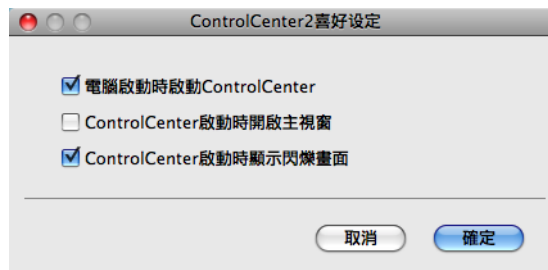 ControlCenter2喜好设定
電腦啟動時啟動ControlCenter
ControlCenter啟動時開啟主視窗
ControlCenter啟動時顯示閃爍畫面
取消
確定